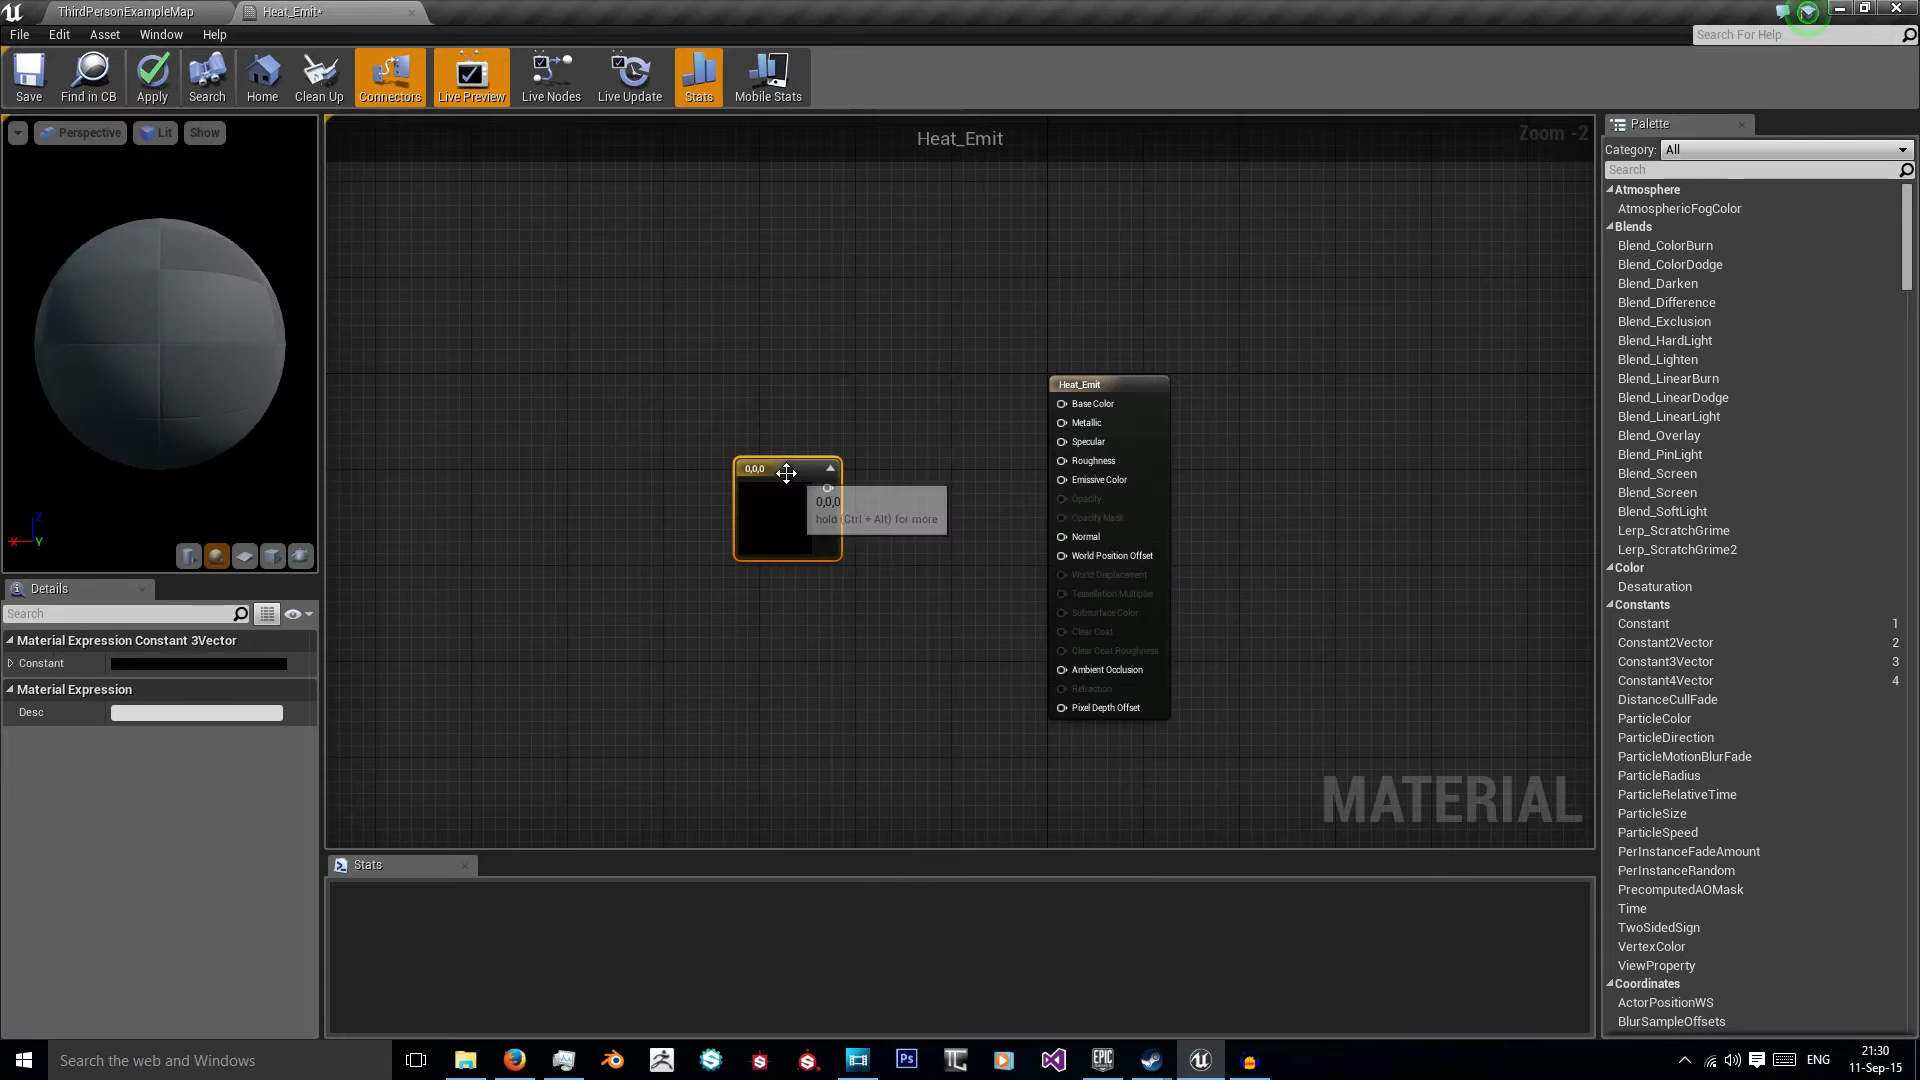 ThirdPersonExampleMap
Heat_Emit*
File Edit Asset Window Help
Search For Help
Save
Find in CB
Apply
Search
Home
Clean Up
Connectors
Live Preview
Live Nodes
Live Update
Stats
Mobile Stats
Perspective
Lit
Show
Heat_Emit
Zoom -2
Heat_Emit
Base Color
Metallic
Specular
Roughness
Emissive Color
Opacity
Opacity Mask
Normal
World Position Offset
World Displacement
Tessellation Multiplier
Subsurface Color
Clear Coat
Clear Coat Roughness
Ambient Occlusion
Refraction
Pixel Depth Offset
0,0,0
0,0,0
hold (Ctrl + Alt) for more
MATERIAL
Z
X
Y
Details
Search
Material Expression Constant 3Vector
Constant
Material Expression
Desc
Stats
Palette
Category: All
Search
Atmosphere
AtmosphericFogColor
Blends
Blend_ColorBurn
Blend_ColorDodge
Blend_Darken
Blend_Difference
Blend_Exclusion
Blend_HardLight
Blend_Lighten
Blend_LinearBurn
Blend_LinearDodge
Blend_LinearLight
Blend_Overlay
Blend_PinLight
Blend_Screen
Blend_Screen
Blend_SoftLight
Lerp_ScratchGrime
Lerp_ScratchGrime2
Color
Desaturation
Constants
Constant 1
Constant2Vector 2
Constant3Vector 3
Constant4Vector 4
DistanceCullFade
ParticleColor
ParticleDirection
ParticleMotionBlurFade
ParticleRadius
ParticleRelativeTime
ParticleSize
ParticleSpeed
PerInstanceFadeAmount
PerInstanceRandom
PrecomputedAOMask
Time
TwoSidedSign
VertexColor
ViewProperty
Coordinates
ActorPositionWS
BlurSampleOffsets
Search the web and Windows
Ps
EPIC
ENG
21:30
11-Sep-15